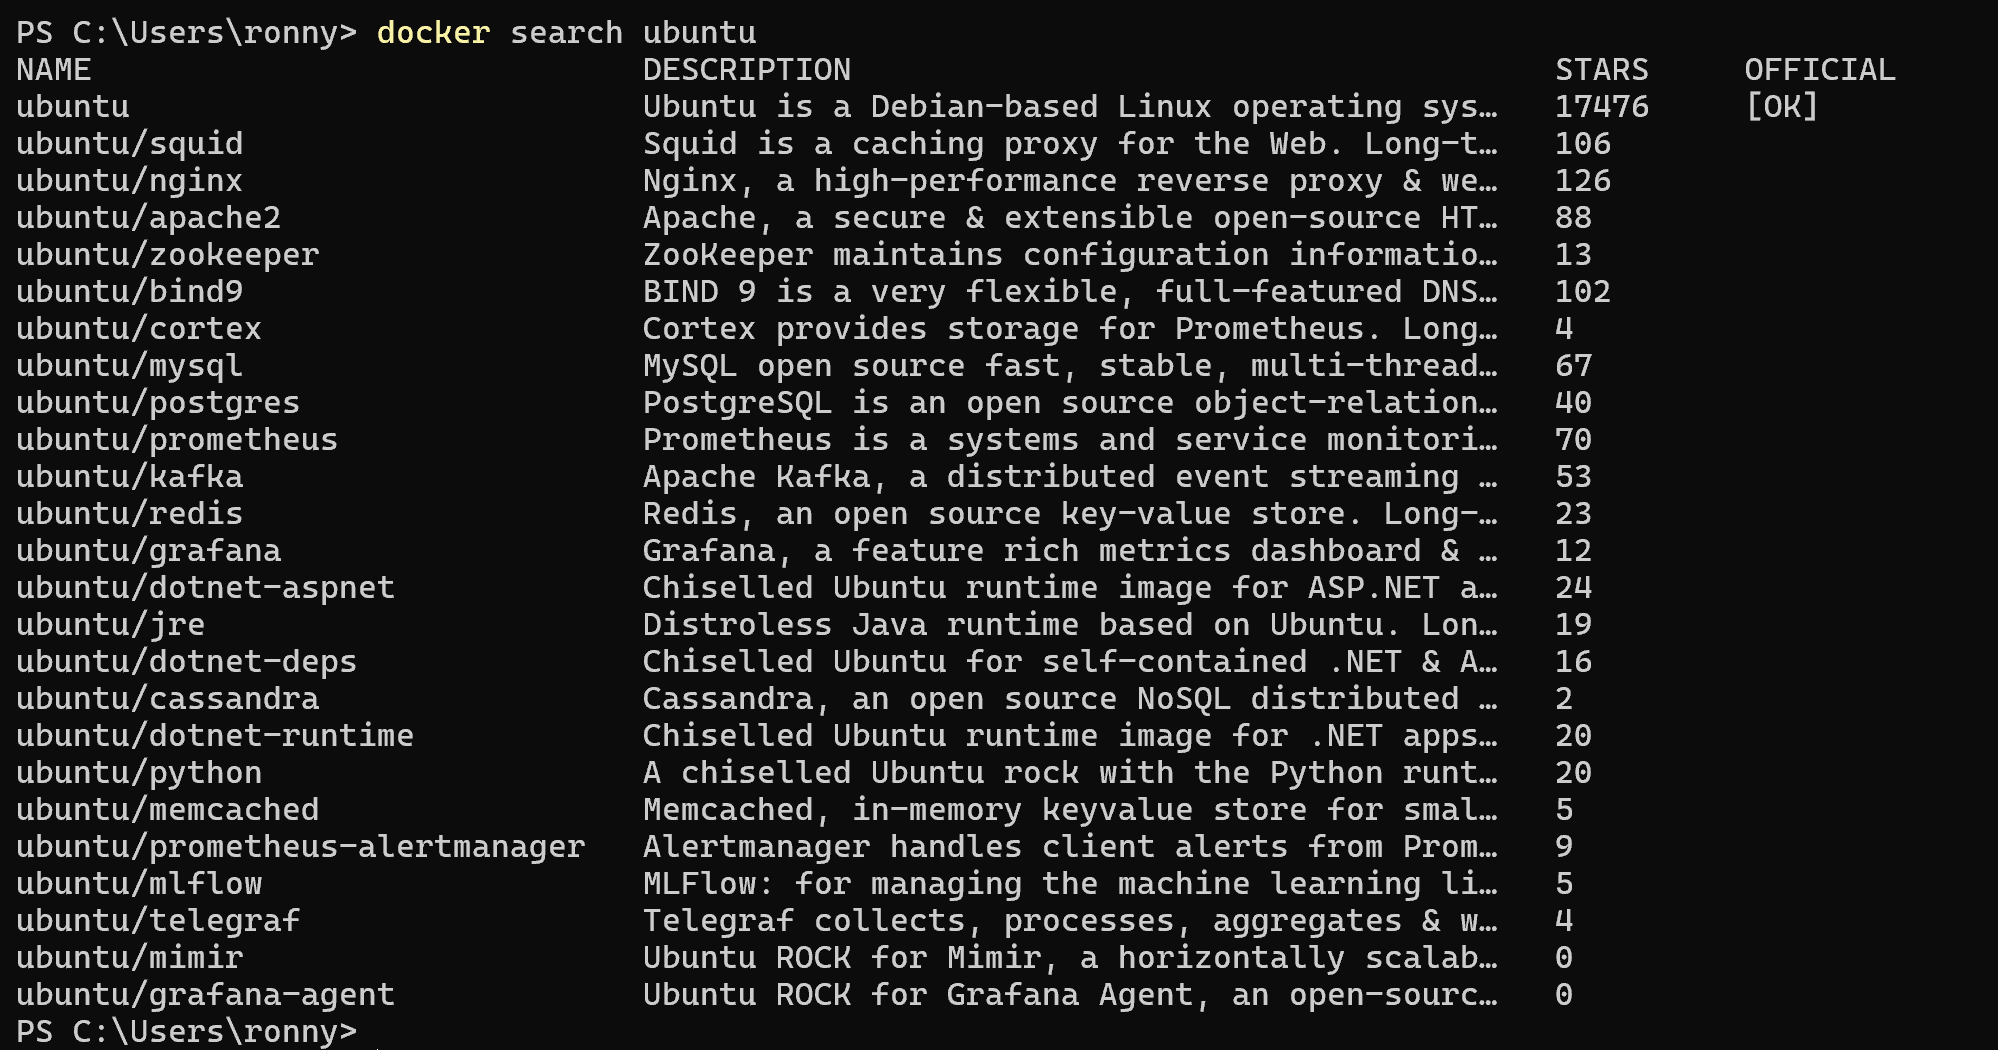 PS C:\Users\ronny> docker search ubuntu
NAME                             DESCRIPTION                                     STARS     OFFICIAL
ubuntu                           Ubuntu is a Debian-based Linux operating sys…   17476     [OK]
ubuntu/squid                     Squid is a caching proxy for the Web. Long-t…   106
ubuntu/nginx                     Nginx, a high-performance reverse proxy & we…   126
ubuntu/apache2                   Apache, a secure & extensible open-source HT…   88
ubuntu/zookeeper                 ZooKeeper maintains configuration informatio…   13
ubuntu/bind9                     BIND 9 is a very flexible, full-featured DNS…   102
ubuntu/cortex                    Cortex provides storage for Prometheus. Long…   4
ubuntu/mysql                     MySQL open source fast, stable, multi-thread…   67
ubuntu/postgres                  PostgreSQL is an open source object-relation…   40
ubuntu/prometheus                Prometheus is a systems and service monitori…   70
ubuntu/kafka                     Apache Kafka, a distributed event streaming …   53
ubuntu/redis                     Redis, an open source key-value store. Long-…   23
ubuntu/grafana                   Grafana, a feature rich metrics dashboard & …   12
ubuntu/dotnet-aspnet             Chiselled Ubuntu runtime image for ASP.NET a…   24
ubuntu/jre                       Distroless Java runtime based on Ubuntu. Lon…   19
ubuntu/dotnet-deps               Chiselled Ubuntu for self-contained .NET & A…   16
ubuntu/cassandra                 Cassandra, an open source NoSQL distributed …   2
ubuntu/dotnet-runtime            Chiselled Ubuntu runtime image for .NET apps…   20
ubuntu/python                    A chiselled Ubuntu rock with the Python runt…   20
ubuntu/memcached                 Memcached, in-memory keyvalue store for smal…   5
ubuntu/prometheus-alertmanager   Alertmanager handles client alerts from Prom…   9
ubuntu/mlflow                    MLFlow: for managing the machine learning li…   5
ubuntu/telegraf                  Telegraf collects, processes, aggregates & w…   4
ubuntu/mimir                     Ubuntu ROCK for Mimir, a horizontally scalab…   0
ubuntu/grafana-agent             Ubuntu ROCK for Grafana Agent, an open-sourc…   0
PS C:\Users\ronny>